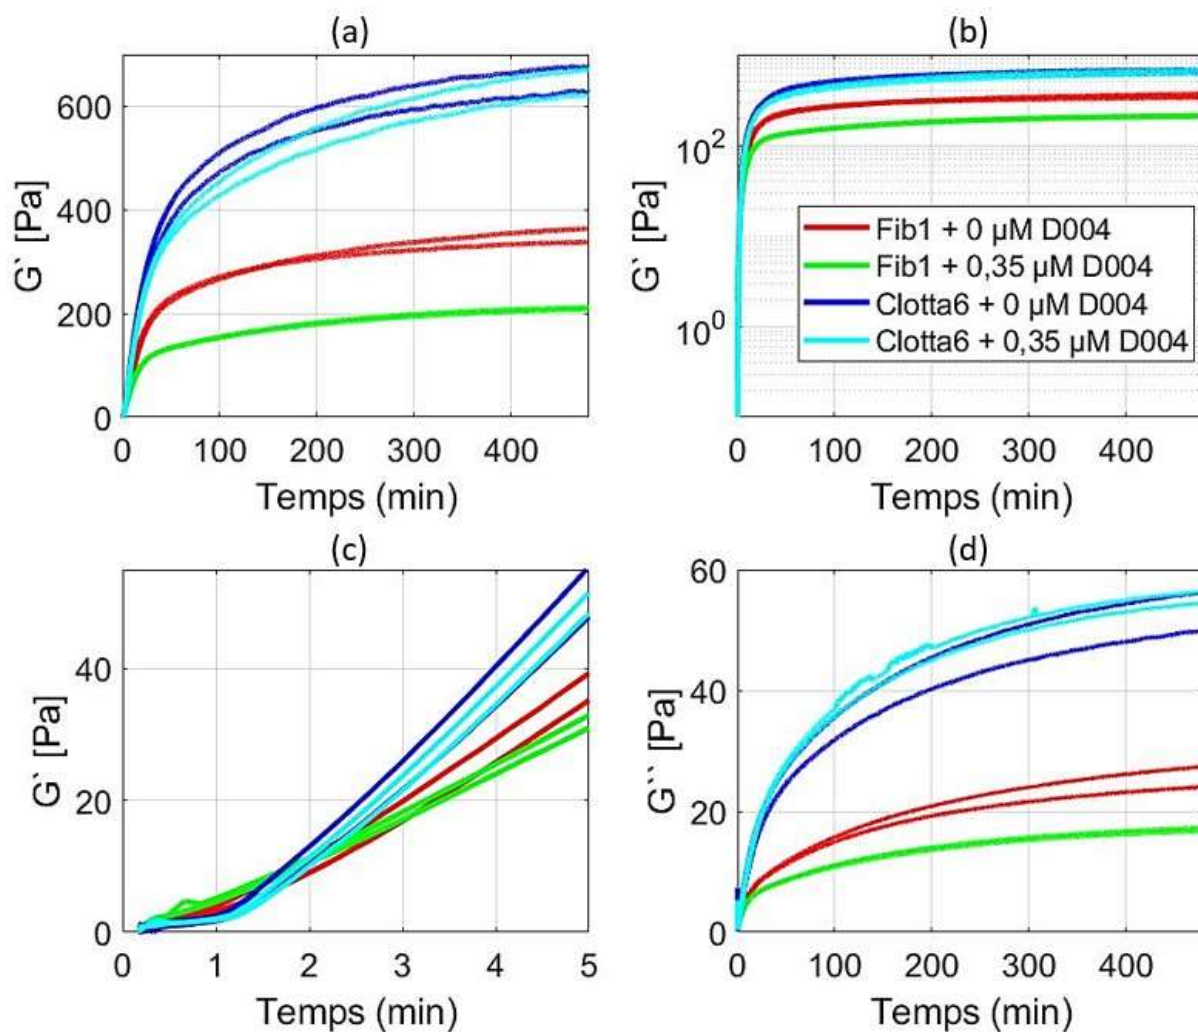 (a)
G` [Pa]
600
400
200
0
0 100 200 300 400
Temps (min)
(b)
G` [Pa]
10²
10⁰
Fib1 + 0 µM D004
Fib1 + 0,35 µM D004
Clotta6 + 0 µM D004
Clotta6 + 0,35 µM D004
0 100 200 300 400
Temps (min)
(c)
G` [Pa]
40
20
0
0 1 2 3 4 5
Temps (min)
(d)
G``` [Pa]
60
40
20
0
0 100 200 300 400
Temps (min)